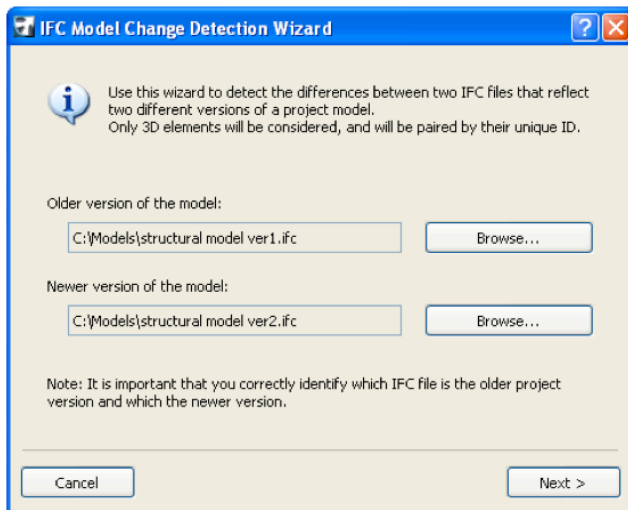 IFC Model Change Detection Wizard
Use this wizard to detect the differences between two IFC files that reflect
two different versions of a project model.
Only 3D elements will be considered, and will be paired by their unique ID.
Older version of the model:
C:\Models\structural model ver1.ifc
Browse...
Newer version of the model:
C:\Models\structural model ver2.ifc
Browse...
Note: It is important that you correctly identify which IFC file is the older project
version and which the newer version.
Cancel
Next >